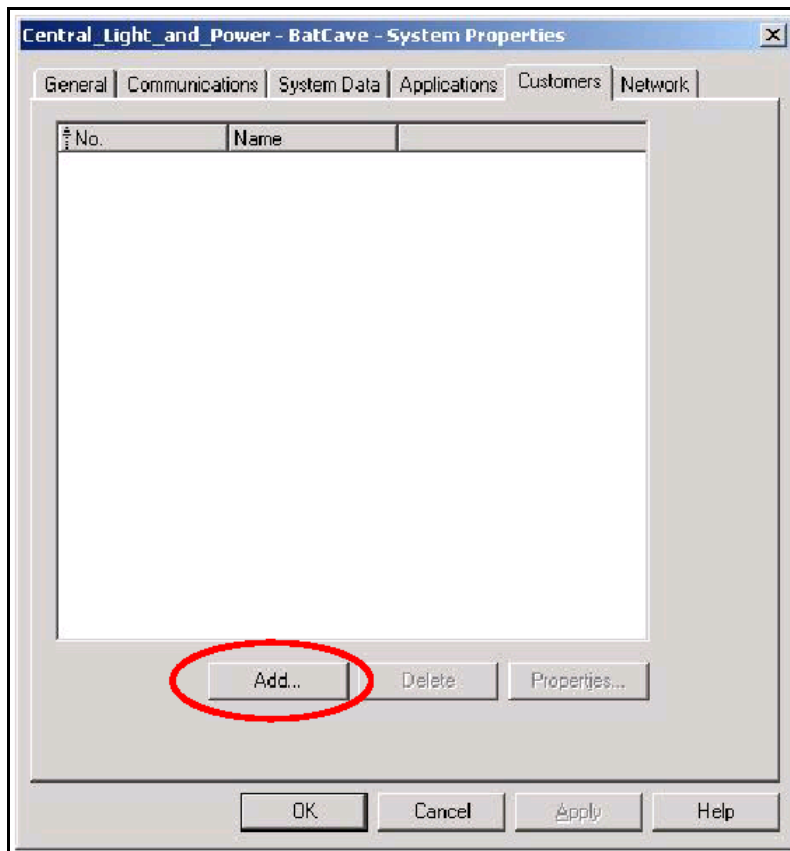 Central_Light_and_Power - BatCave - System Properties
General Communications System Data Applications Customers Network
No. Name
Add... Delete Properties...
OK Cancel Apply Help